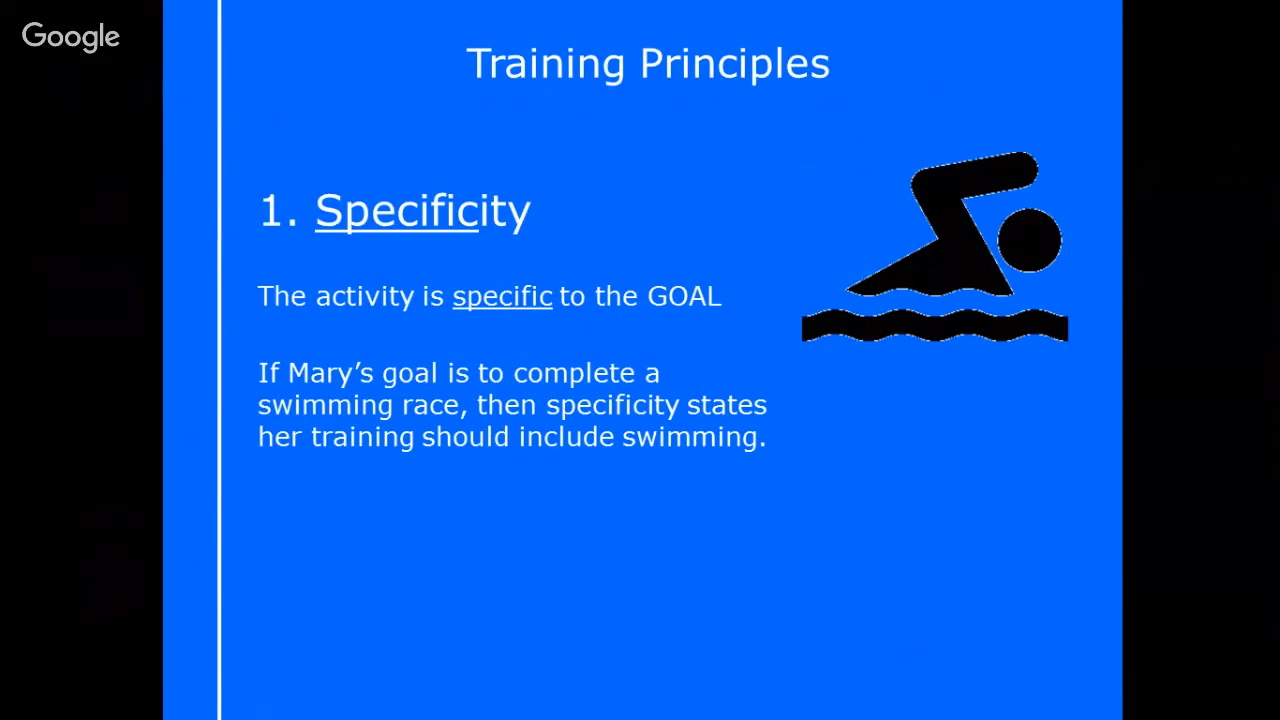 Google
Training Principles
1. Specificity
The activity is specific to the GOAL
If Mary’s goal is to complete a
swimming race, then specificity states
her training should include swimming.